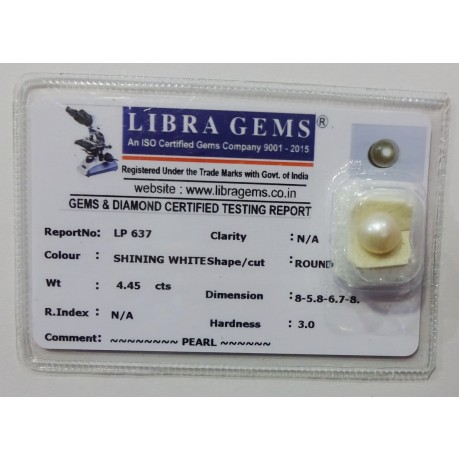 LIBRA GEMS®
An ISO Certified Gems Company 9001 - 2015
Registered Under the Trade Marks with Govt. of India
website : www.libragems.co.in
GEMS & DIAMOND CERTIFIED TESTING REPORT
ReportNo: LP 637 Clarity : N/A
Colour : SHINING WHITE Shape/cut : ROUND
Wt : 4.45 cts Dimension : 8-5.8-6.7-8.
R.Index : N/A Hardness : 3.0
Comment: ~~~~~~~~ PEARL ~~~~~~